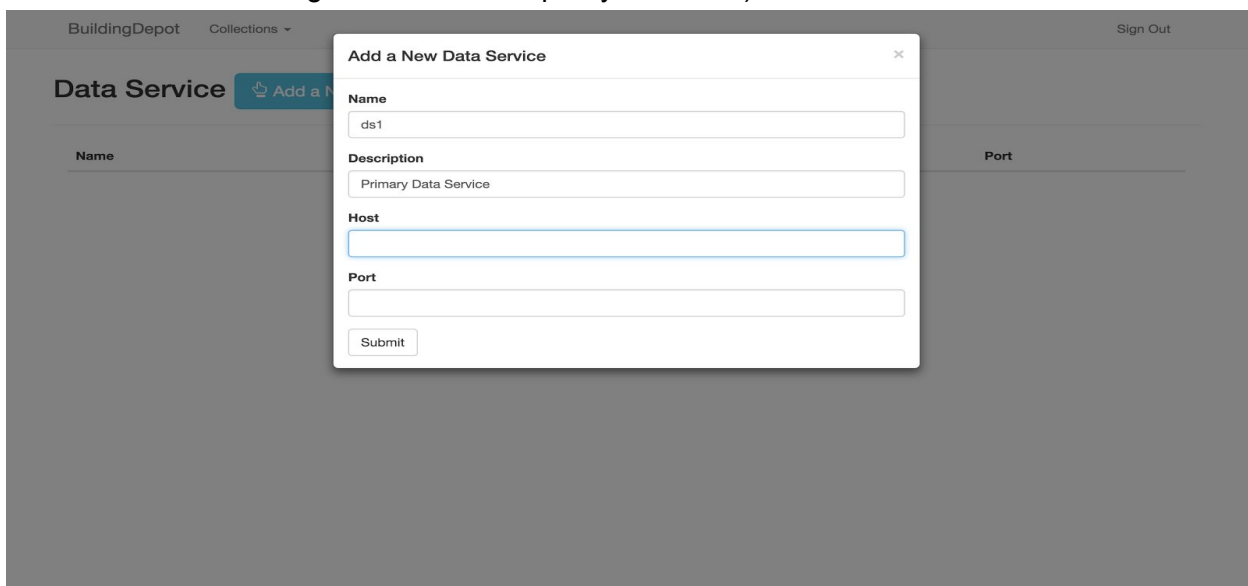 BuildingDepot Collections Sign Out
Add a New Data Service ×
Data Service Add a N
Name
ds1
Name Port
Description
Primary Data Service
Host
Port
Submit